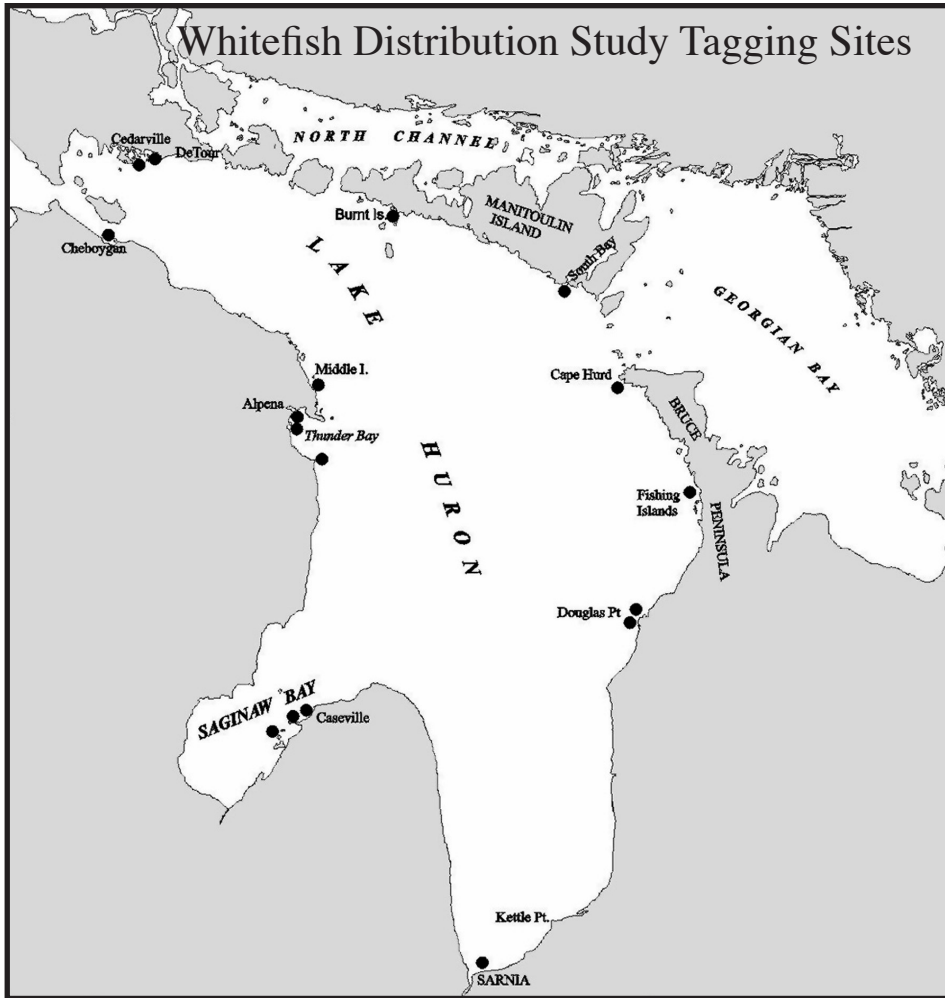 Whitefish Distribution Study Tagging Sites
NORTH CHANNEL
Cedarville
DeTour
MANITOULIN
ISLAND
Burnt Is.
South Bay
Cheboygan
LAKE
GEORGIAN BAY
Middle I.
Cape Hurd
Alpena
BRUCE
Thunder Bay
HURON
Fishing
Islands
PENINSULA
Douglas Pt
SAGINAW BAY
Caseville
Kettle Pt.
SARNIA